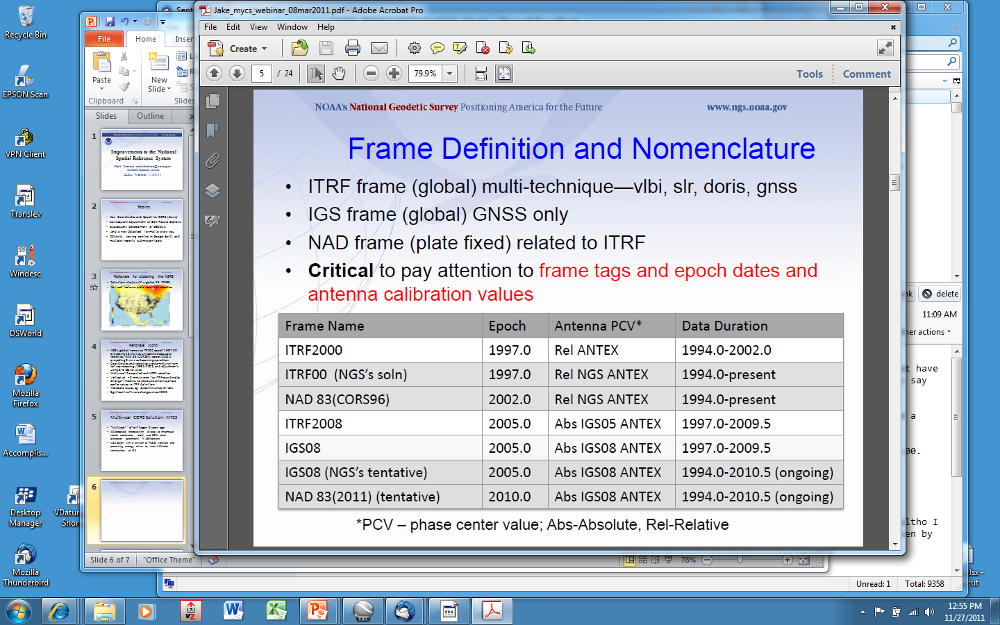 Recycle Bin
EPSON Scan
VPN Client
Translev
Windesc
DSWorld
Mozilla
Firefox
Accomplis...
Desktop
Manager
VDatur
Shor
Mozilla
Thunderbird
Sept
File
Home
Inser
Paste
New
Slide
Clipboard
Slides
Slides
Outline
1
Improvements to the National
Spatial Reference System
2
Topics
3
Rationale for Updating the NSRS
4
Rationale (cont)
5
Multi-year CORS Solution: MYCS
6
Slide 6 of 7
"Office Theme"
78%
Jake_mycs_webinar_08mar2011.pdf - Adobe Acrobat Pro
File Edit View Window Help
Create
5 / 24
79.9%
Tools
Comment
NOAA's National Geodetic Survey Positioning America for the Future
www.ngs.noaa.gov
Frame Definition and Nomenclature
• ITRF frame (global) multi-technique—vlbi, slr, doris, gnss
• IGS frame (global) GNSS only
• NAD frame (plate fixed) related to ITRF
• Critical to pay attention to frame tags and epoch dates and
antenna calibration values
Frame Name Epoch Antenna PCV* Data Duration
ITRF2000 1997.0 Rel ANTEX 1994.0-2002.0
ITRF00 (NGS's soln) 1997.0 Rel NGS ANTEX 1994.0-present
NAD 83(CORS96) 2002.0 Rel NGS ANTEX 1994.0-present
ITRF2008 2005.0 Abs IGS05 ANTEX 1997.0-2009.5
IGS08 2005.0 Abs IGS08 ANTEX 1997.0-2009.5
IGS08 (NGS's tentative) 2005.0 Abs IGS08 ANTEX 1994.0-2010.5 (ongoing)
NAD 83(2011) (tentative) 2010.0 Abs IGS08 ANTEX 1994.0-2010.5 (ongoing)
*PCV – phase center value; Abs-Absolute, Rel-Relative
nk
delete
11:09 AM
her actions
t have
say
a
00.
ltho I
en by
Unread: 1
Total: 9358
.xlsx -
cut
PRO
12:55 PM
11/27/2011